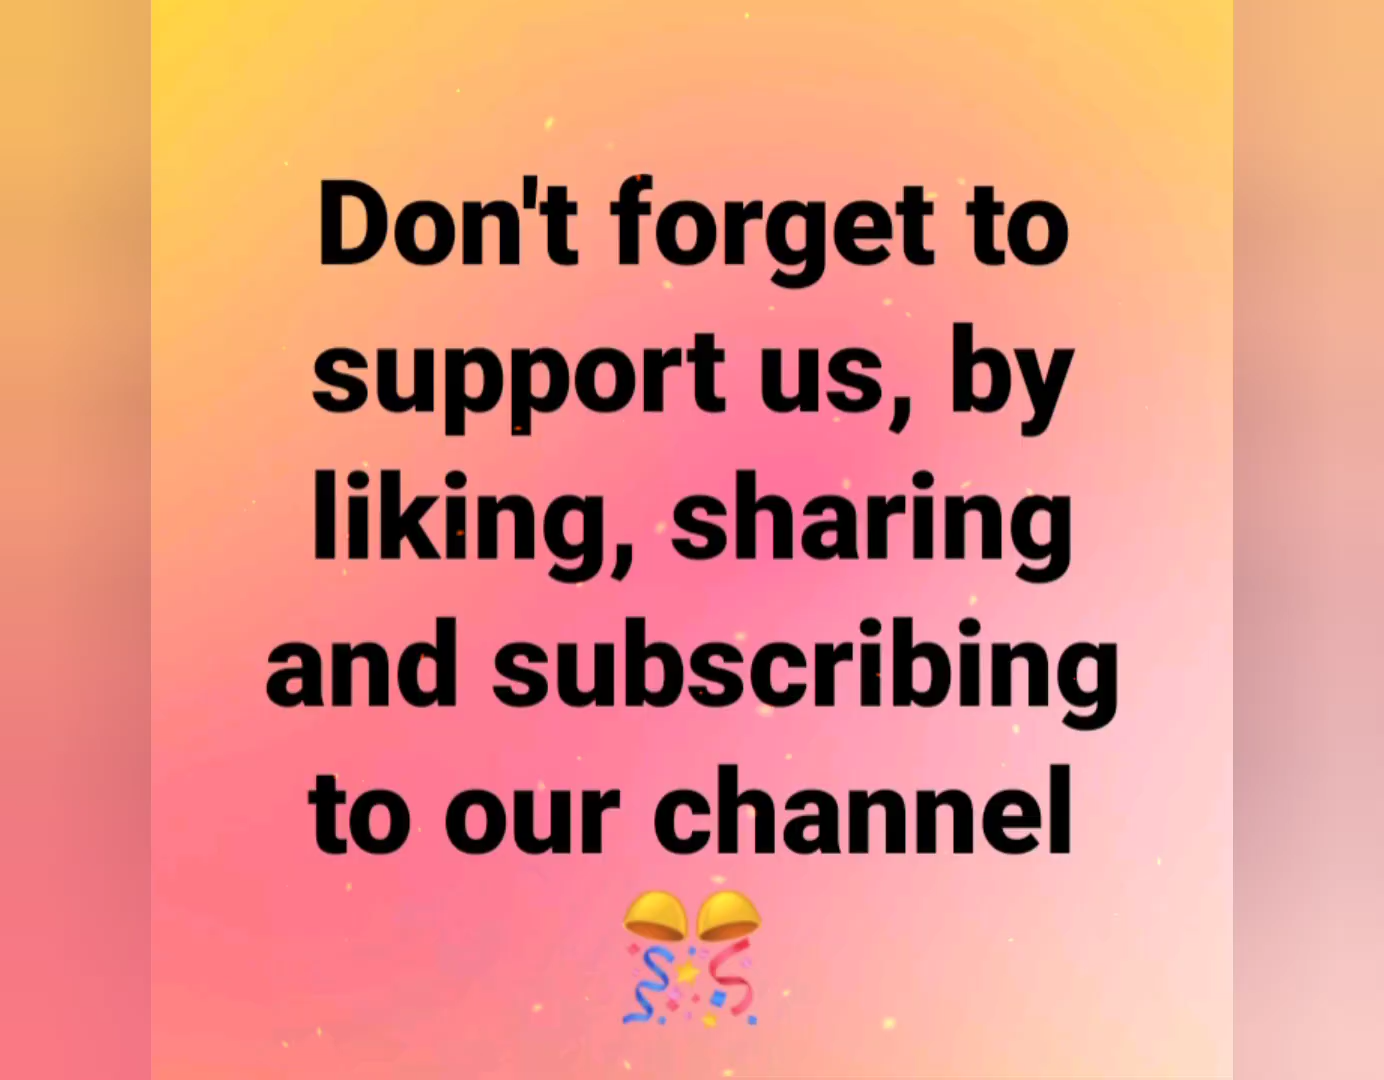 Don't forget to
support us, by
liking, sharing
and subscribing
to our channel
🎊